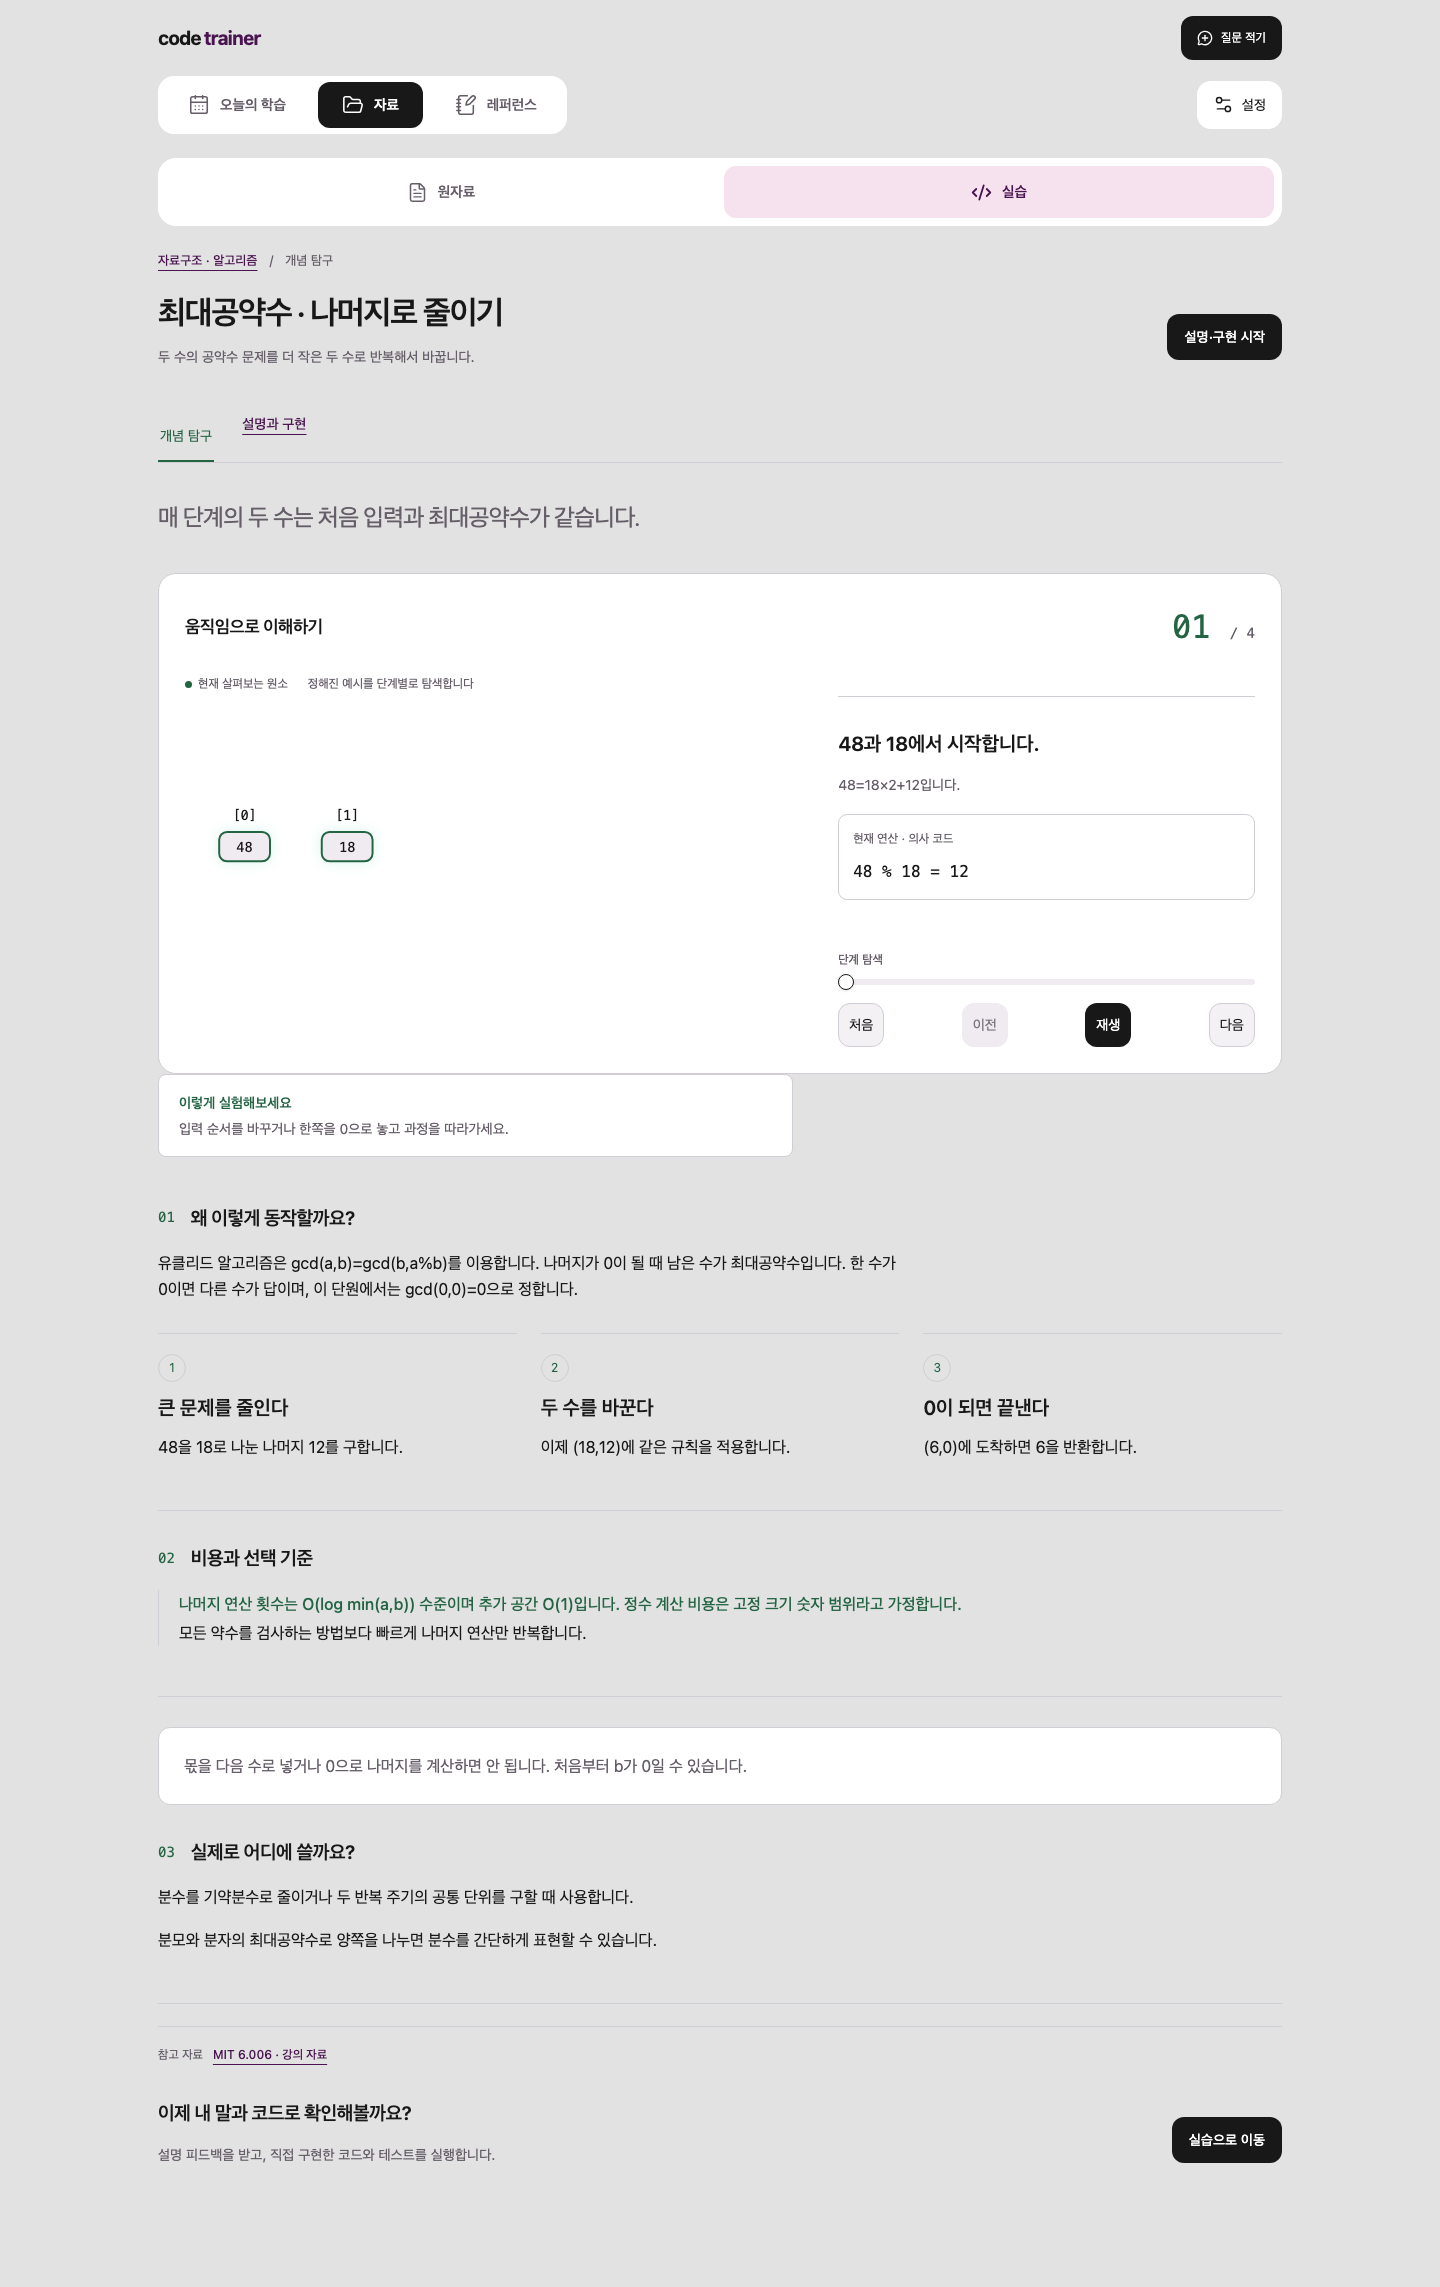 code trainer
질문 적기
오늘의 학습
자료
레퍼런스
설정
원자료
실습
자료구조 · 알고리즘 / 개념 탐구
최대공약수 · 나머지로 줄이기
두 수의 공약수 문제를 더 작은 두 수로 반복해서 바꿉니다.
설명·구현 시작
개념 탐구
설명과 구현
매 단계의 두 수는 처음 입력과 최대공약수가 같습니다.
움직임으로 이해하기
01 / 4
현재 살펴보는 원소 정해진 예시를 단계별로 탐색합니다
[0] [1]
48 18
48과 18에서 시작합니다.
48=18×2+12입니다.
현재 연산 · 의사 코드
48 % 18 = 12
단계 탐색
처음 이전 재생 다음
이렇게 실험해보세요
입력 순서를 바꾸거나 한쪽을 0으로 놓고 과정을 따라가세요.
01 왜 이렇게 동작할까요?
유클리드 알고리즘은 gcd(a,b)=gcd(b,a%b)를 이용합니다. 나머지가 0이 될 때 남은 수가 최대공약수입니다. 한 수가
0이면 다른 수가 답이며, 이 단원에서는 gcd(0,0)=0으로 정합니다.
1
큰 문제를 줄인다
48을 18로 나눈 나머지 12를 구합니다.
2
두 수를 바꾼다
이제 (18,12)에 같은 규칙을 적용합니다.
3
0이 되면 끝낸다
(6,0)에 도착하면 6을 반환합니다.
02 비용과 선택 기준
나머지 연산 횟수는 O(log min(a,b)) 수준이며 추가 공간 O(1)입니다. 정수 계산 비용은 고정 크기 숫자 범위라고 가정합니다.
모든 약수를 검사하는 방법보다 빠르게 나머지 연산만 반복합니다.
몫을 다음 수로 넣거나 0으로 나머지를 계산하면 안 됩니다. 처음부터 b가 0일 수 있습니다.
03 실제로 어디에 쓸까요?
분수를 기약분수로 줄이거나 두 반복 주기의 공통 단위를 구할 때 사용합니다.
분모와 분자의 최대공약수로 양쪽을 나누면 분수를 간단하게 표현할 수 있습니다.
참고 자료 MIT 6.006 · 강의 자료
이제 내 말과 코드로 확인해볼까요?
설명 피드백을 받고, 직접 구현한 코드와 테스트를 실행합니다.
실습으로 이동